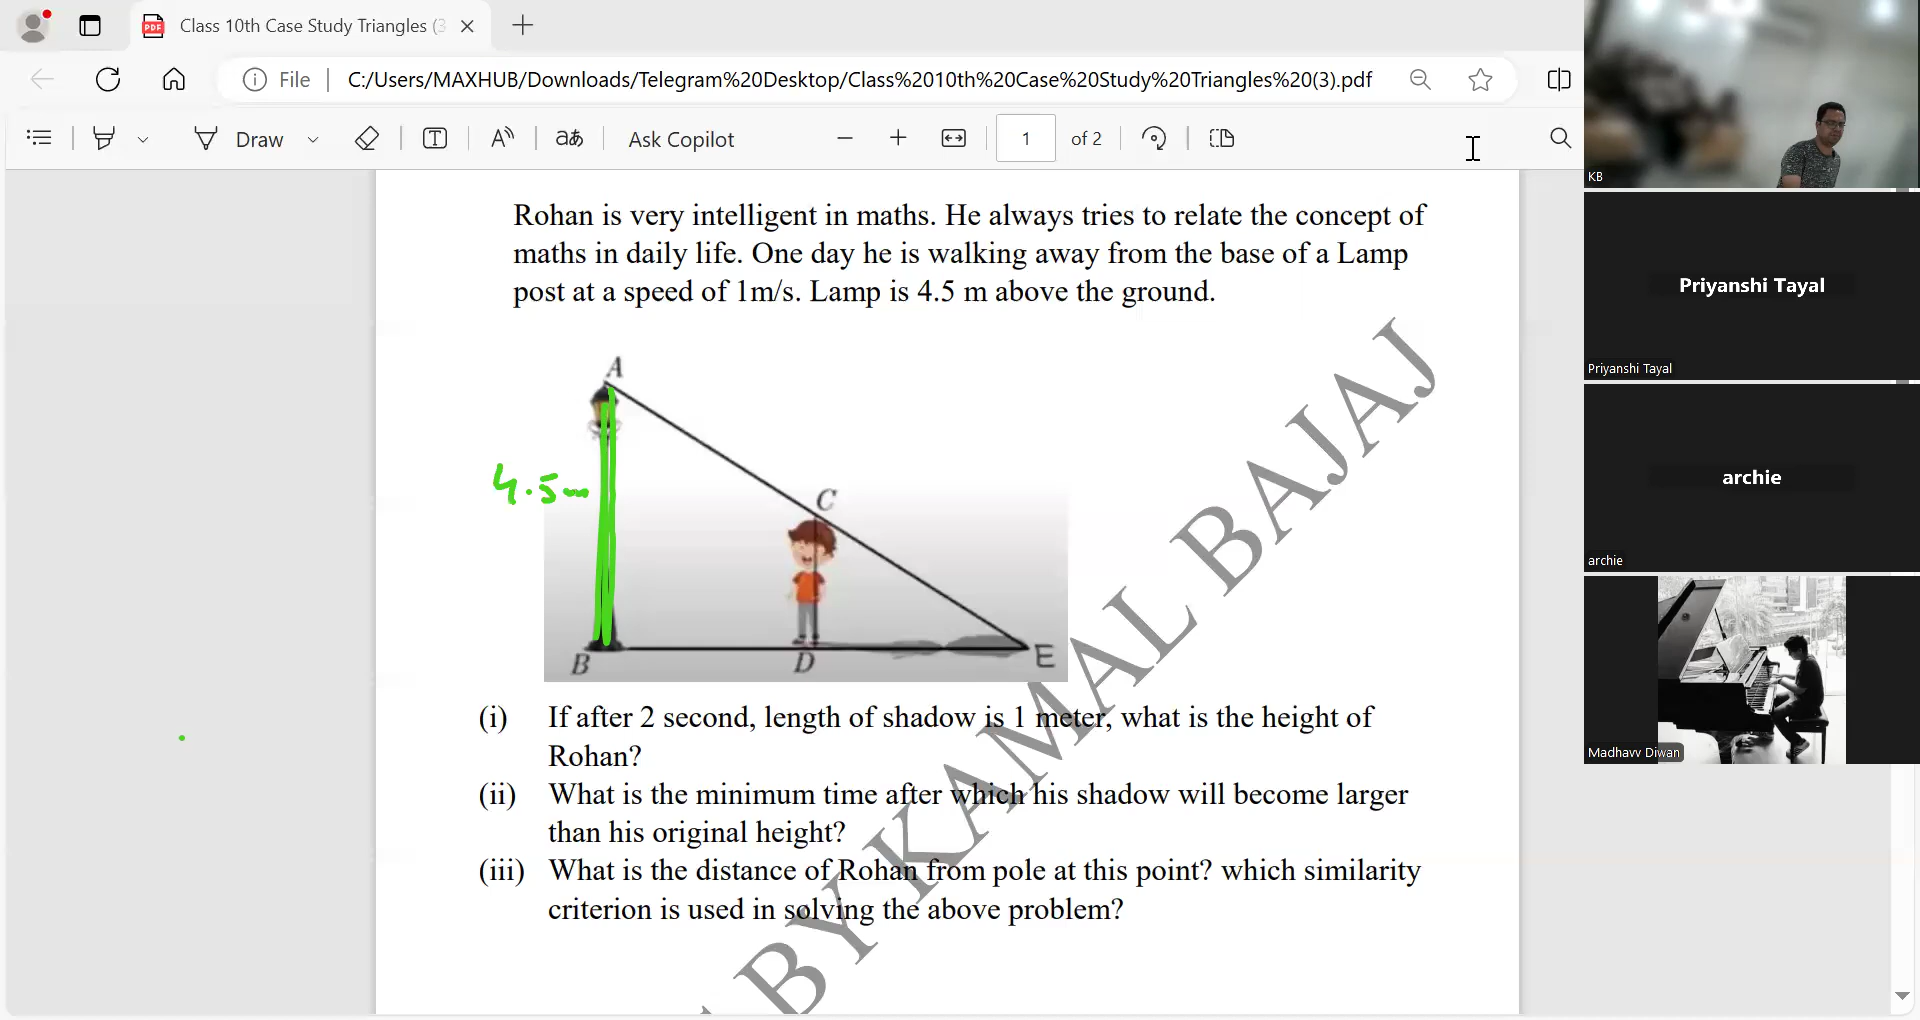 Class 10th Case Study Triangles (3
File
C:/Users/MAXHUB/Downloads/Telegram%20Desktop/Class%2010th%20Case%20Study%20Triangles%20(3).pdf
Draw
aあ
Ask Copilot
1 of 2
Rohan is very intelligent in maths. He always tries to relate the concept of
maths in daily life. One day he is walking away from the base of a Lamp
post at a speed of 1m/s. Lamp is 4.5 m above the ground.
A
4.5m
C
B
D
E
(i) If after 2 second, length of shadow is 1 meter, what is the height of
Rohan?
(ii) What is the minimum time after which his shadow will become larger
than his original height?
(iii) What is the distance of Rohan from pole at this point? which similarity
criterion is used in solving the above problem?
BY KAMAL BAJAJ
KB
Priyanshi Tayal
Priyanshi Tayal
archie
archie
Madhavv Diwan